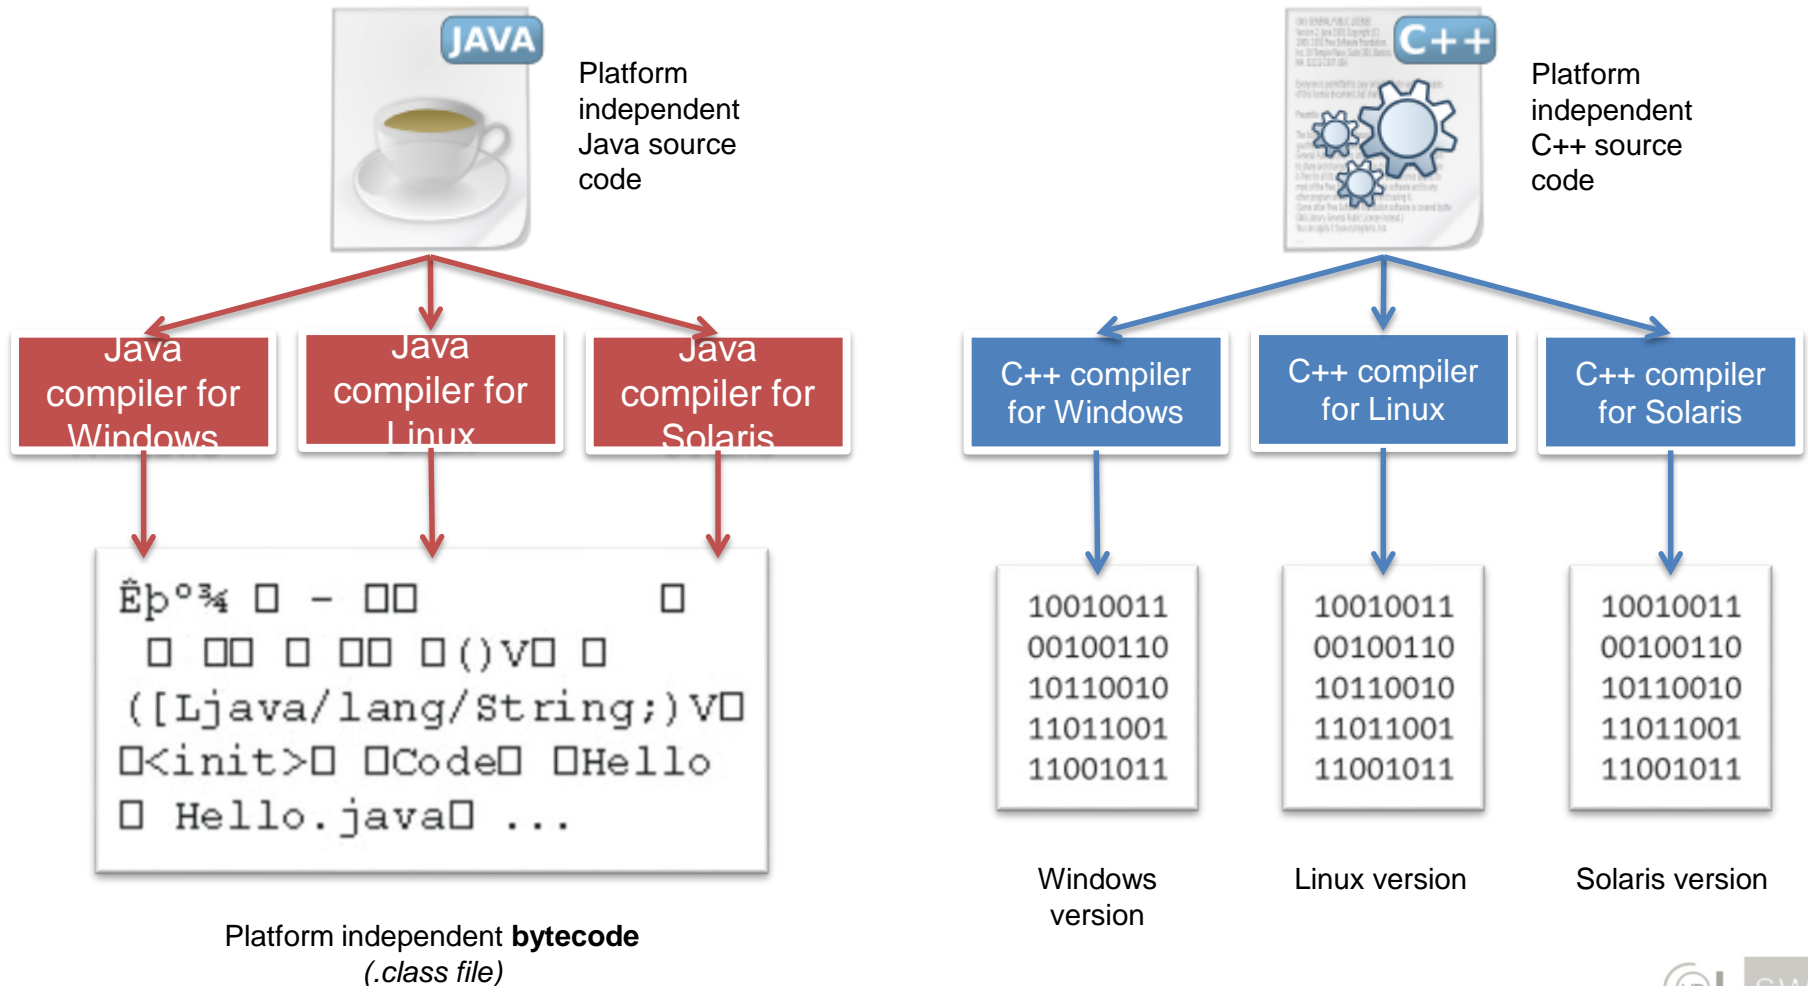 JAVA
Platform
independent
Java source
code
Java
compiler for
Windows
Java
compiler for
Linux
Java
compiler for
Solaris
Êþº¾ □ – □□ □
□ □□ □ □□ □()V□ □
([Ljava/lang/String;)V□
□<init>□ □Code□ □Hello
□ Hello.java□ ...
Platform independent bytecode
(.class file)
C++
Platform
independent
C++ source
code
C++ compiler
for Windows
C++ compiler
for Linux
C++ compiler
for Solaris
10010011
00100110
10110010
11011001
11001011
10010011
00100110
10110010
11011001
11001011
10010011
00100110
10110010
11011001
11001011
Windows
version
Linux version
Solaris version